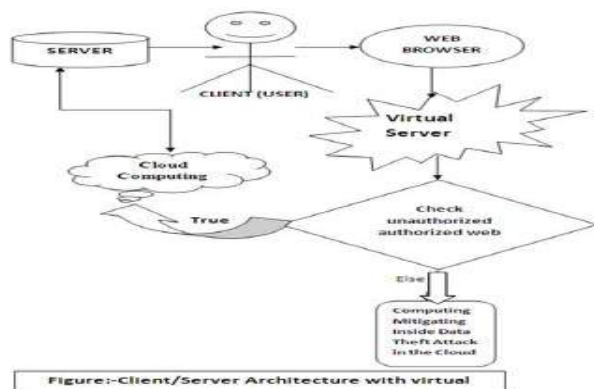 SERVER
CLIENT (USER)
WEB
BROWSER
Virtual
Server
Cloud
Computing
True
Check
unauthorized
authorized web
Else
Computing
Mitigating
Inside Data
Theft Attack
in the Cloud
Figure:-Client/Server Architecture with virtual